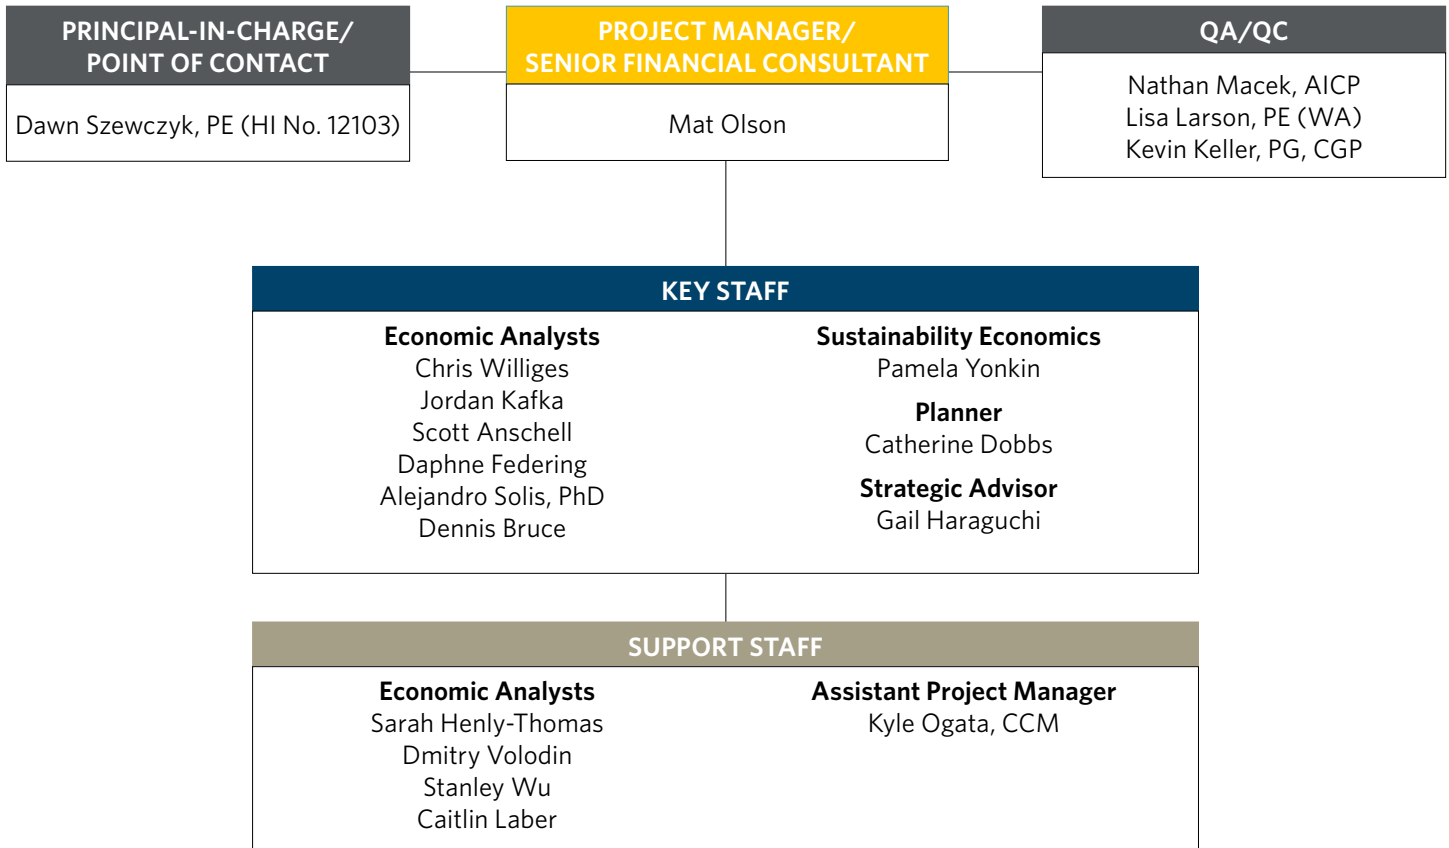 PRINCIPAL-IN-CHARGE/
POINT OF CONTACT
Dawn Szewczyk, PE (HI No. 12103)
PROJECT MANAGER/
SENIOR FINANCIAL CONSULTANT
Mat Olson
QA/QC
Nathan Macek, AICP
Lisa Larson, PE (WA)
Kevin Keller, PG, CGP
KEY STAFF
Economic Analysts
Chris Williges
Jordan Kafka
Scott Anschell
Daphne Federing
Alejandro Solis, PhD
Dennis Bruce
Sustainability Economics
Pamela Yonkin
Planner
Catherine Dobbs
Strategic Advisor
Gail Haraguchi
SUPPORT STAFF
Economic Analysts
Sarah Henly-Thomas
Dmitry Volodin
Stanley Wu
Caitlin Laber
Assistant Project Manager
Kyle Ogata, CCM